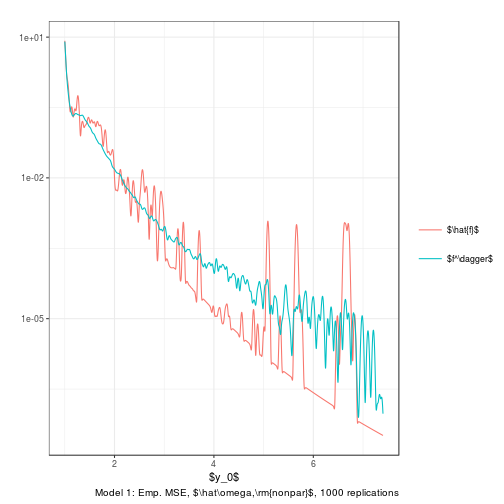 1e+01
1e-02
1e-05
2
4
6
$y_0$
$\hat{f}$
$f^\dagger$
Model 1: Emp. MSE, $\hat\omega,\rm{nonpar}$, 1000 replications